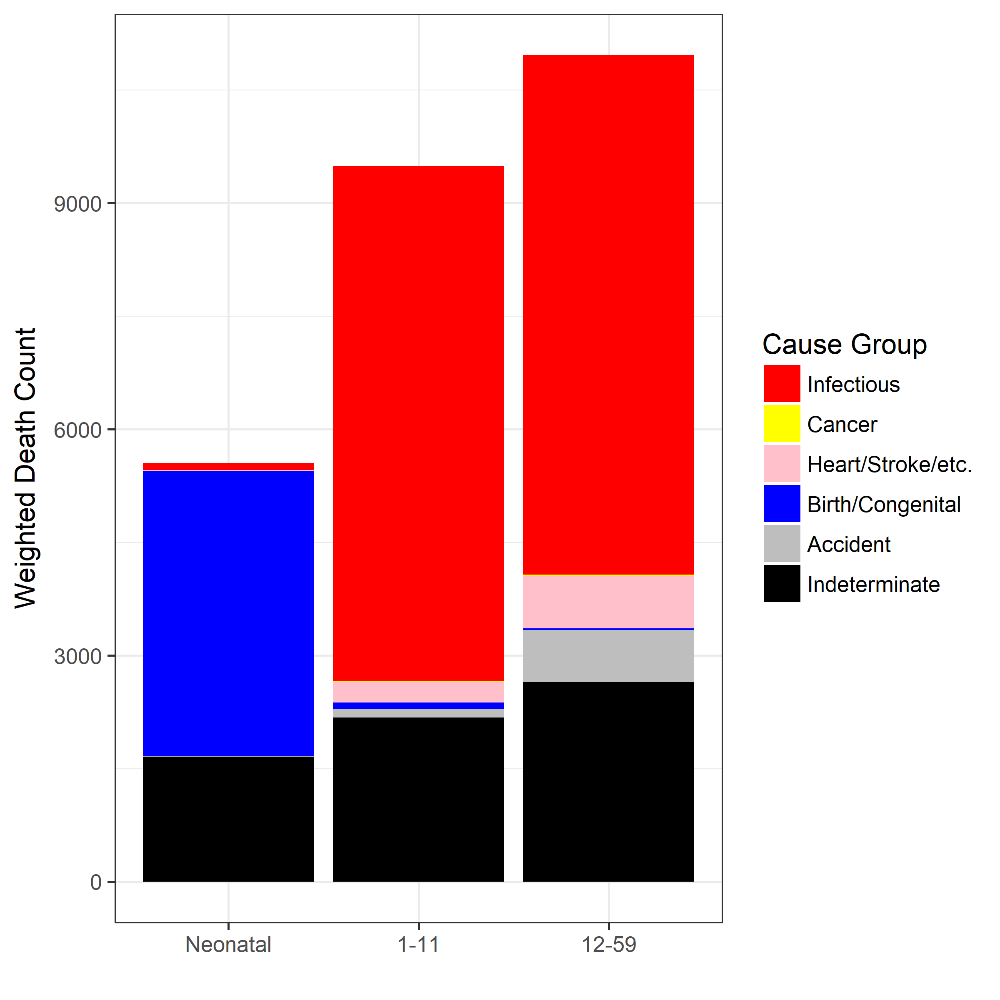 Weighted Death Count
9000
6000
3000
0
Neonatal
1-11
12-59
Cause Group
Infectious
Cancer
Heart/Stroke/etc.
Birth/Congenital
Accident
Indeterminate